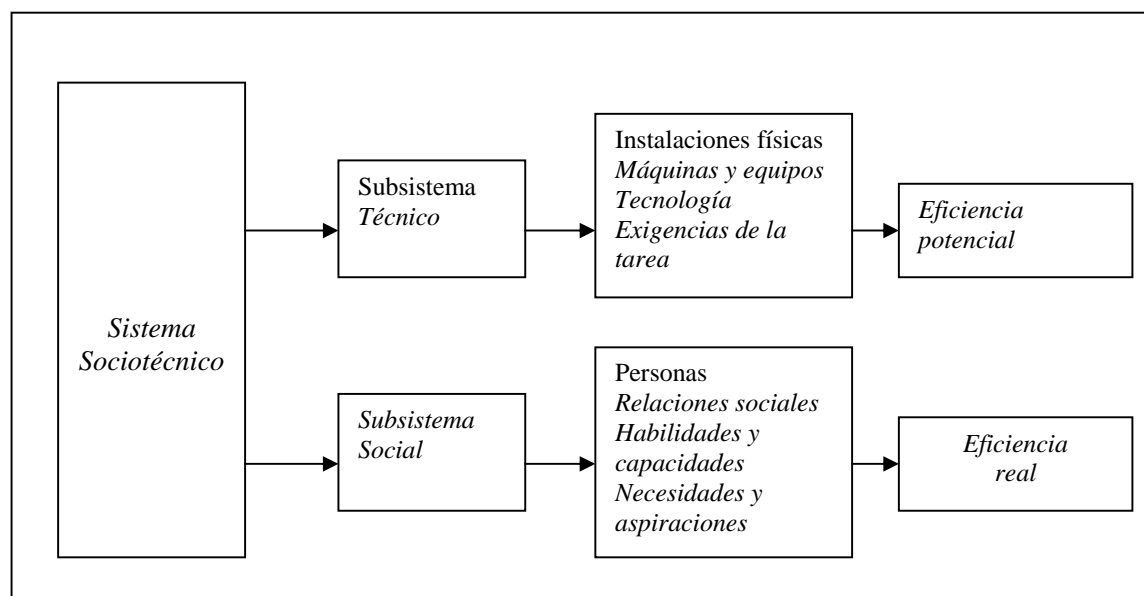 Sistema
Sociotécnico
Subsistema
Técnico
Instalaciones físicas
Máquinas y equipos
Tecnología
Exigencias de la
tarea
Eficiencia
potencial
Subsistema
Social
Personas
Relaciones sociales
Habilidades y
capacidades
Necesidades y
aspiraciones
Eficiencia
real